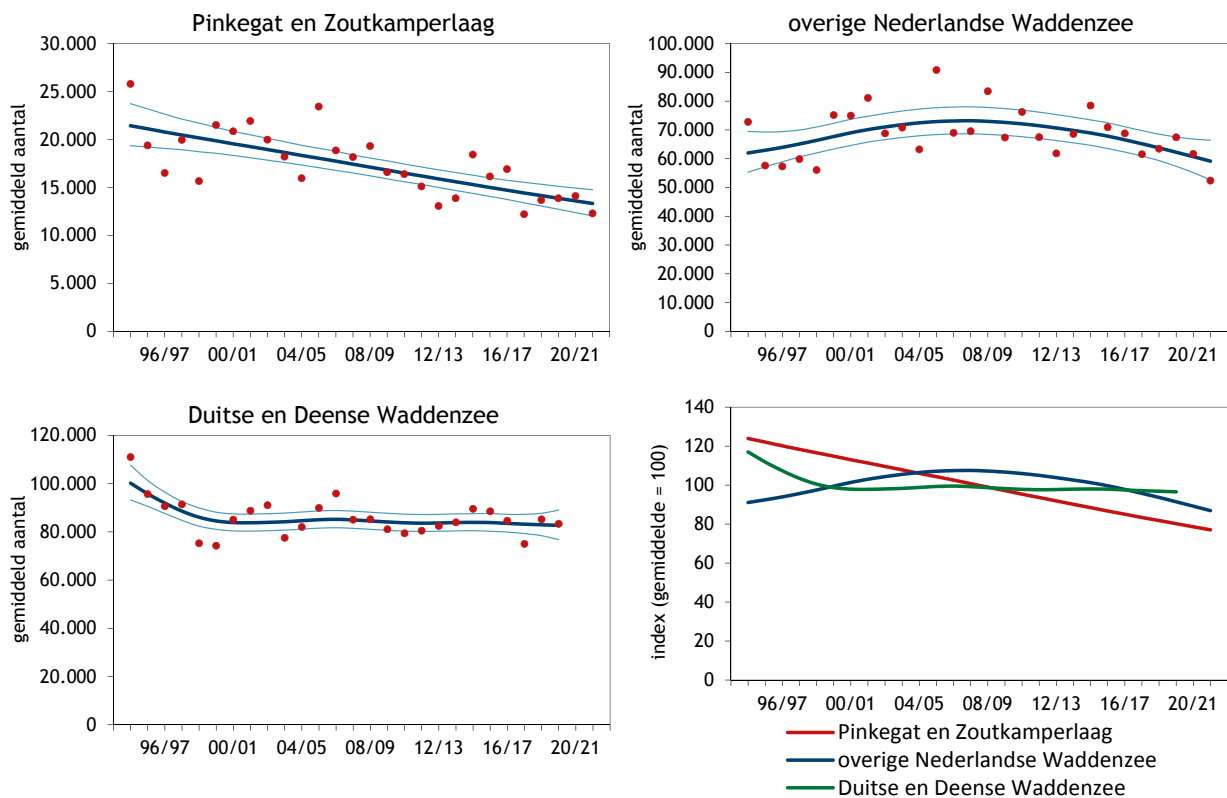 Pinkegat en Zoutkamperlaag
30.000
25.000
20.000
15.000
10.000
5.000
0
gemiddeld aantal
96/97 00/01 04/05 08/09 12/13 16/17 20/21
overige Nederlandse Waddenzee
100.000
90.000
80.000
70.000
60.000
50.000
40.000
30.000
20.000
10.000
0
gemiddeld aantal
96/97 00/01 04/05 08/09 12/13 16/17 20/21
Duitse en Deense Waddenzee
120.000
100.000
80.000
60.000
40.000
20.000
0
gemiddeld aantal
96/97 00/01 04/05 08/09 12/13 16/17 20/21
140
120
100
80
60
40
20
0
index (gemiddelde = 100)
96/97 00/01 04/05 08/09 12/13 16/17 20/21
Pinkegat en Zoutkamperlaag
overige Nederlandse Waddenzee
Duitse en Deense Waddenzee